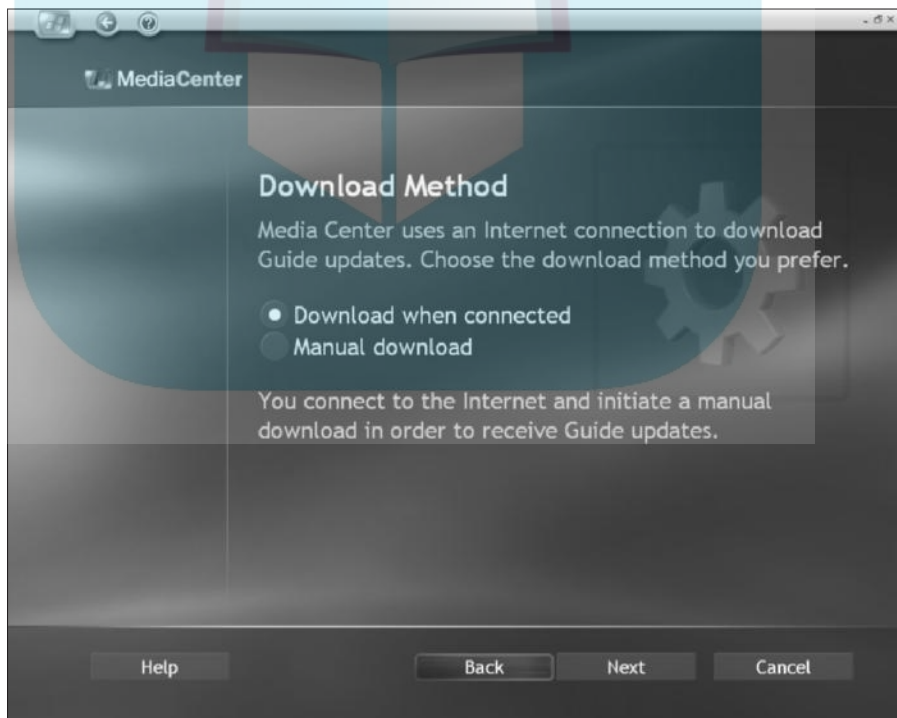 MediaCenter
Download Method
Media Center uses an Internet connection to download
Guide updates. Choose the download method you prefer.
Download when connected
Manual download
You connect to the Internet and initiate a manual
download in order to receive Guide updates.
Help Back Next Cancel